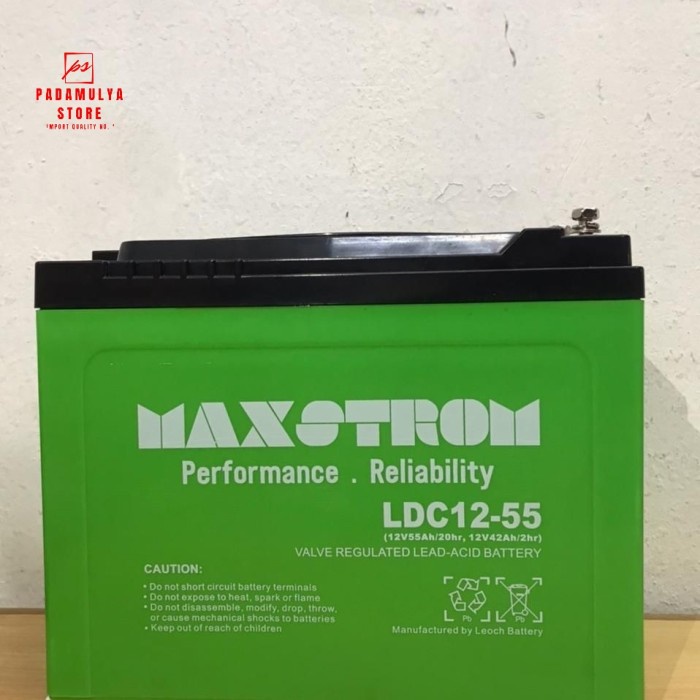 ps
PADAMULYA
STORE
MAXSTROM
Performance . Reliability
LDC12-55
(12V55Ah/20hr, 12V42Ah/2hr)
VALVE REGULATED LEAD-ACID BATTERY
CAUTION:
• Do not short circuit battery terminals
• Do not expose to heat, spark or flame
• Do not disassemble, modify, drop, throw,
or cause mechanical shocks to batteries
• Keep out of reach of children
Pb Pb
Manufactured by Leoch Battery